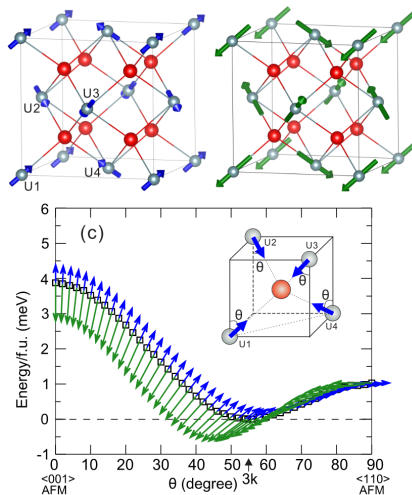 U3
U2
U1
U4
(c)
U2
U3
θ
θ
θ
θ
U1
U4
Energy/f.u. (meV)
6
5
4
3
2
1
0
-1
0 10 20 30 40 50 60 70 80 90
<001>
AFM
θ (degree)
3k
<110>
AFM